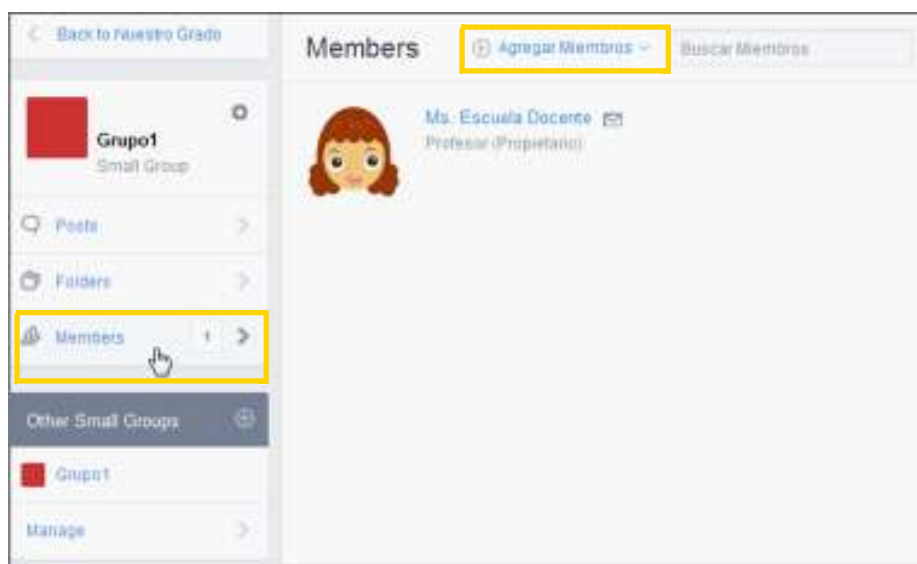 Back to Nuestro Grado
Grupo1
Small Group
Posts
Folders
Members 1
Other Small Groups
Grupo1
Manage
Members
Agregar Miembros
Buscar Miembros
Ms. Escuela Docente
Profesor (Propietario)